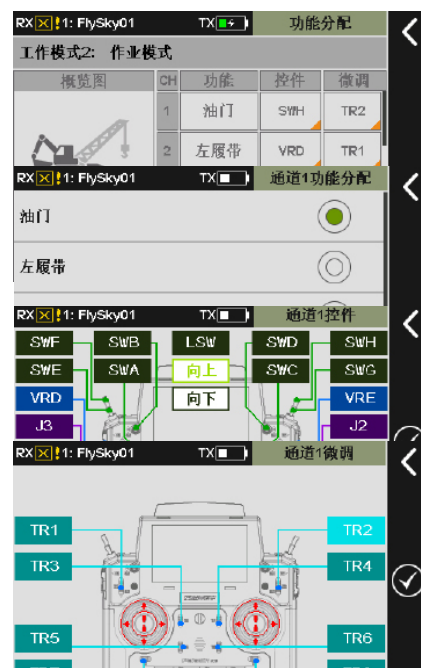 RX ! 1: FlySky01 TX 功能分配
工作模式2: 作业模式
概览图 CH 功能 控件 微调
1 油门 SWH TR2
2 左履带 VRD TR1
RX ! 1: FlySky01 TX 通道1功能分配
油门
左履带
RX ! 1: FlySky01 TX 通道1控件
SWF SWB LSW SWD SWH
SWE SWA 向上 SWC SWG
VRD 向下 VRE
J3 J2
RX ! 1: FlySky01 TX 通道1微调
TR1 TR2
TR3 TR4
TR5 TR6